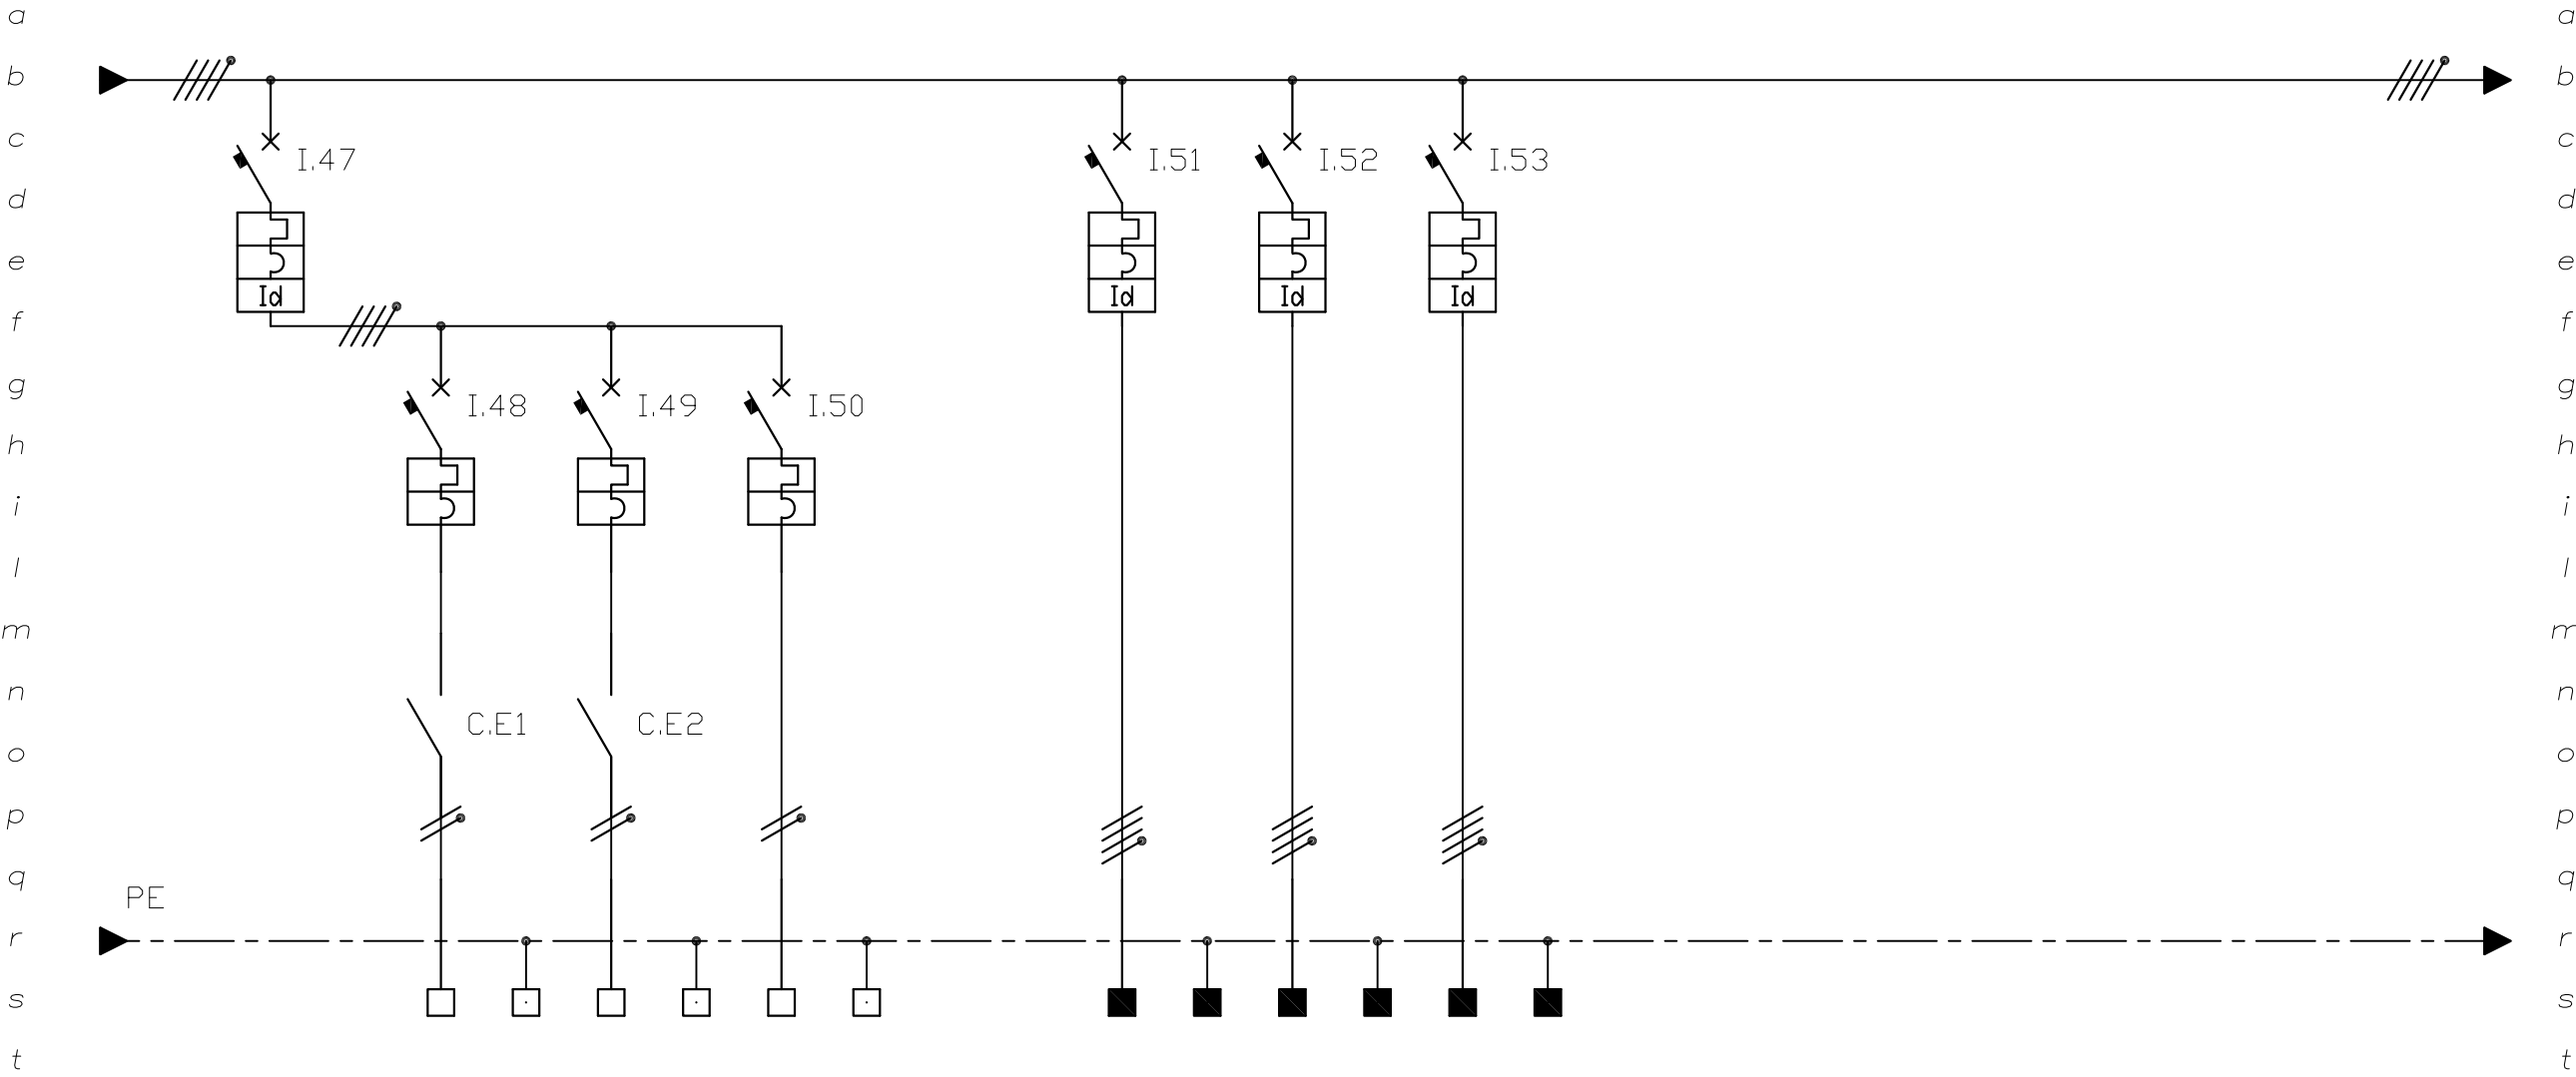 a a
b b
c I.47 I.51 I.52 I.53 c
d d
e e
Id Id Id Id
f f
g g
I.48 I.49 I.50
h h
i i
l l
m m
n n
C.E1 C.E2
o o
p p
q q
PE
r r
s s
t t